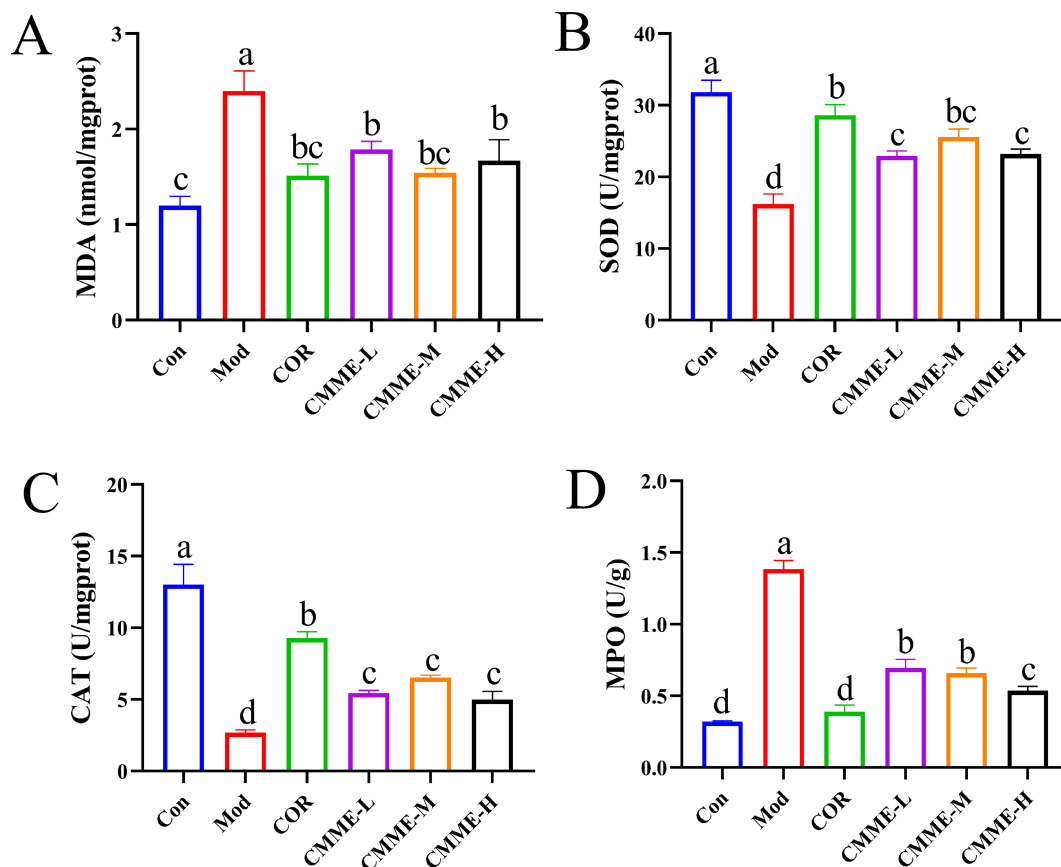 A
MDA (nmol/mgprot)
3
2
1
0
c
a
bc
b
bc
b
Con
Mod
COR
CMME-L
CMME-M
CMME-H
B
SOD (U/mgprot)
40
30
20
10
0
a
d
b
c
bc
c
Con
Mod
COR
CMME-L
CMME-M
CMME-H
C
CAT (U/mgprot)
20
15
10
5
0
a
d
b
c
c
c
Con
Mod
COR
CMME-L
CMME-M
CMME-H
D
MPO (U/g)
2.0
1.5
1.0
0.5
0.0
d
a
d
b
b
c
Con
Mod
COR
CMME-L
CMME-M
CMME-H